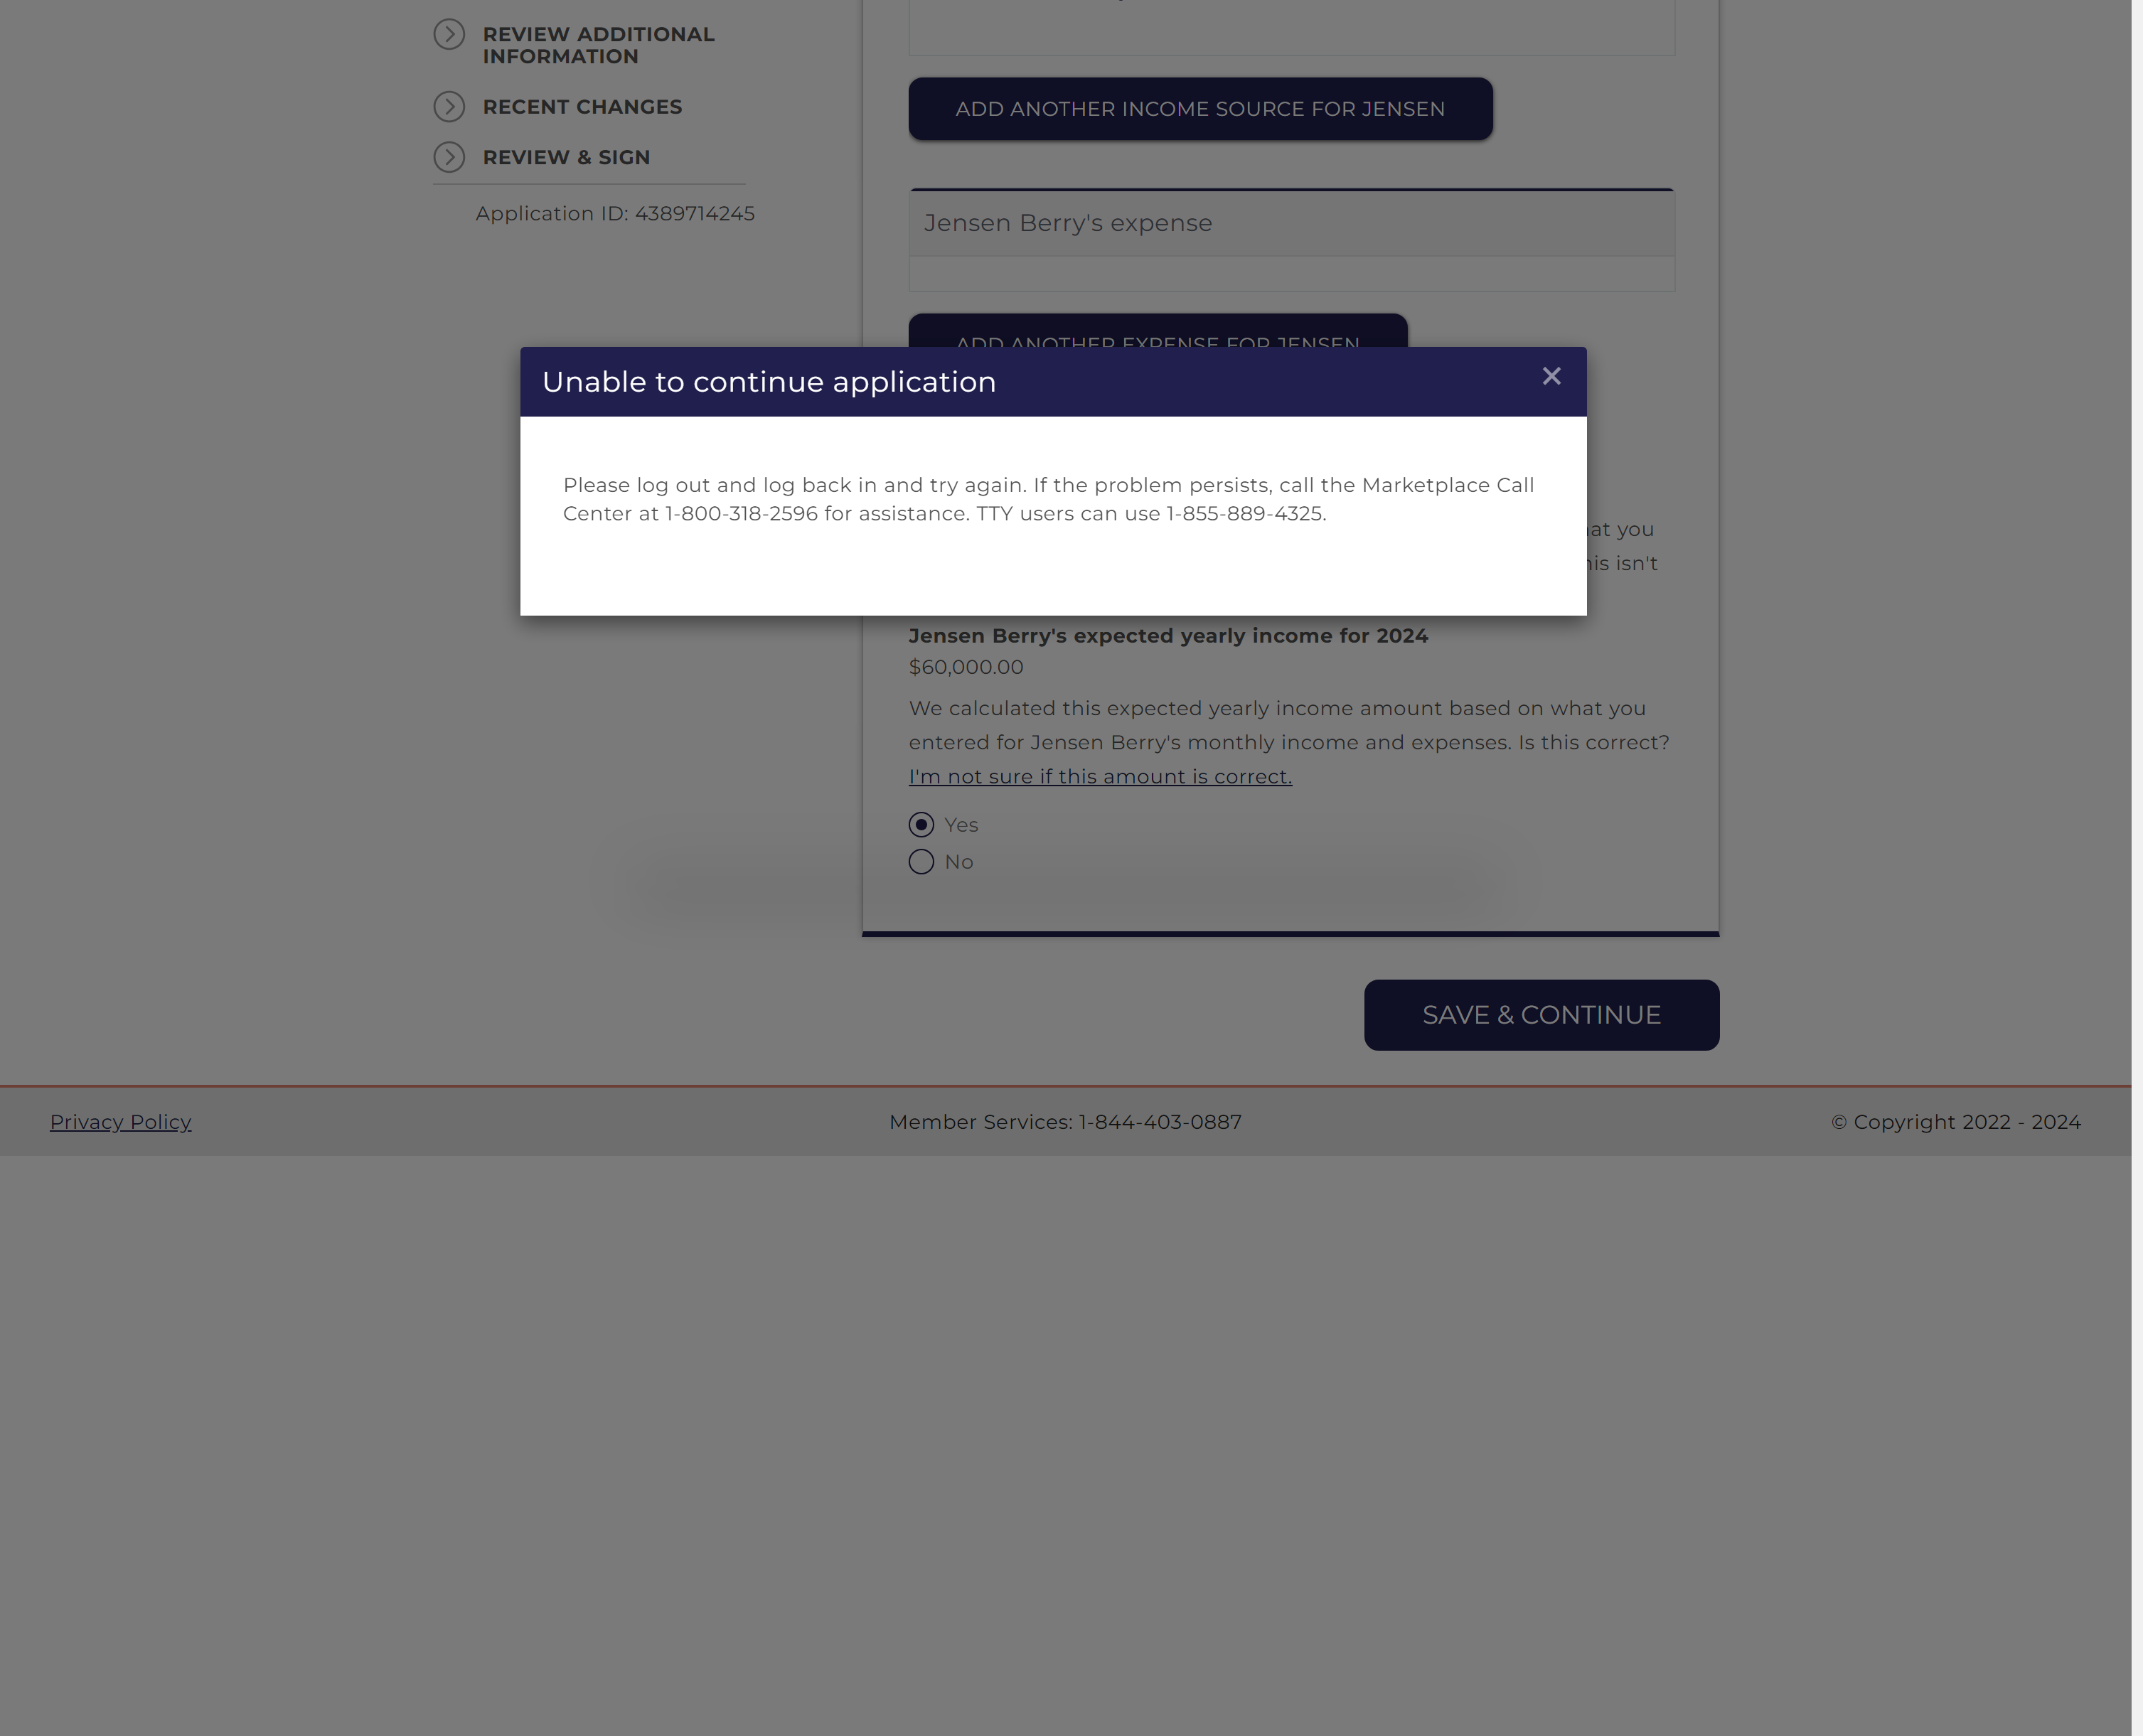 REVIEW ADDITIONAL
INFORMATION
RECENT CHANGES
REVIEW & SIGN
Application ID: 4389714245
ADD ANOTHER INCOME SOURCE FOR JENSEN
Jensen Berry's expense
ADD ANOTHER EXPENSE FOR JENSEN
Unable to continue application
Please log out and log back in and try again. If the problem persists, call the Marketplace Call
Center at 1-800-318-2596 for assistance. TTY users can use 1-855-889-4325.
you
isn't
Jensen Berry's expected yearly income for 2024
$60,000.00
We calculated this expected yearly income amount based on what you
entered for Jensen Berry's monthly income and expenses. Is this correct?
I'm not sure if this amount is correct.
Yes
No
SAVE & CONTINUE
Privacy Policy
Member Services: 1-844-403-0887
© Copyright 2022 - 2024